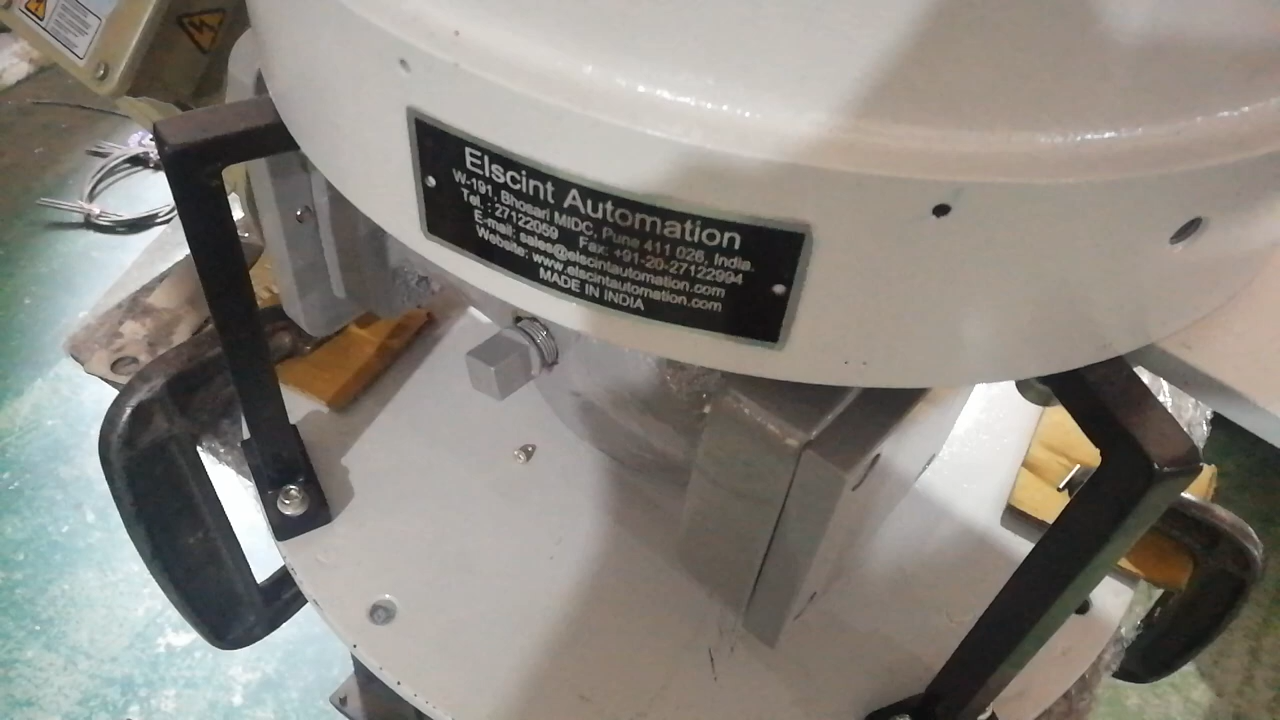 Elscint Automation
W-191, Bhosari MIDC, Pune 411 026, India.
Tel. : 27122059 Fax: +91-20-27122994
E.mail: sales@elscintautomation.com
Website: www.elscintautomation.com
MADE IN INDIA